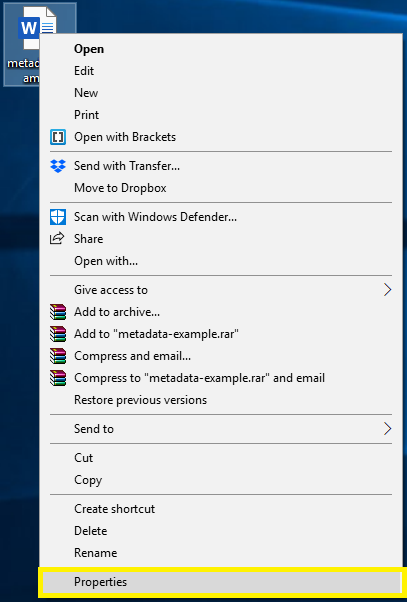 W
metad
am
Open
Edit
New
Print
Open with Brackets
Send with Transfer...
Move to Dropbox
Scan with Windows Defender...
Share
Open with...
Give access to
Add to archive...
Add to "metadata-example.rar"
Compress and email...
Compress to "metadata-example.rar" and email
Restore previous versions
Send to
Cut
Copy
Create shortcut
Delete
Rename
Properties